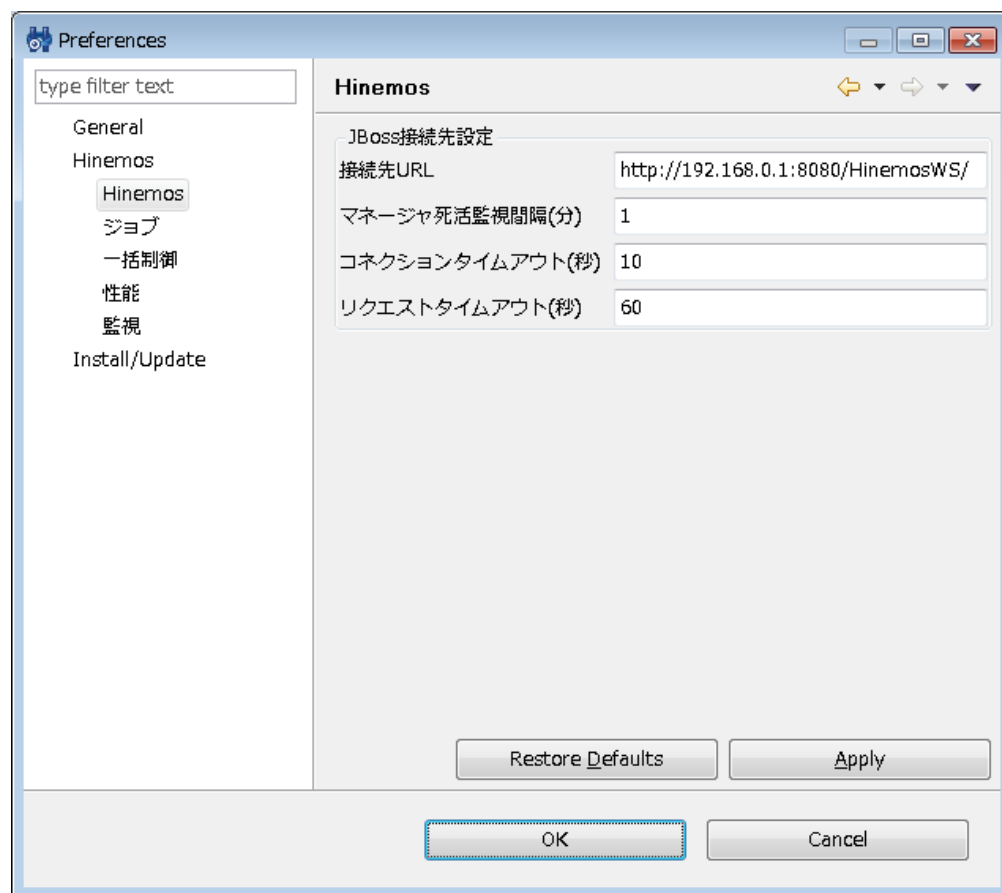 Preferences
type filter text
General
Hinemos
Hinemos
ジョブ
一括制御
性能
監視
Install/Update
Hinemos
JBoss接続先設定
接続先URL http://192.168.0.1:8080/HinemosWS/
マネージャ死活監視間隔(分) 1
コネクションタイムアウト(秒) 10
リクエストタイムアウト(秒) 60
Restore Defaults Apply
OK Cancel